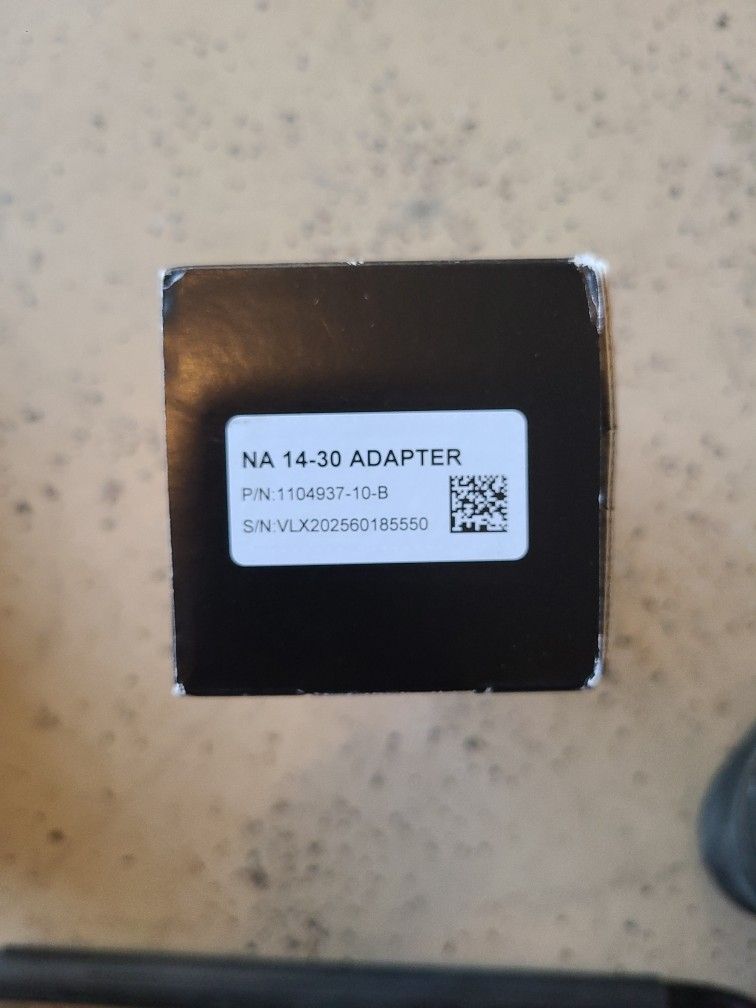 NA 14-30 ADAPTER
P/N:1104937-10-B
S/N:VLX202560185550